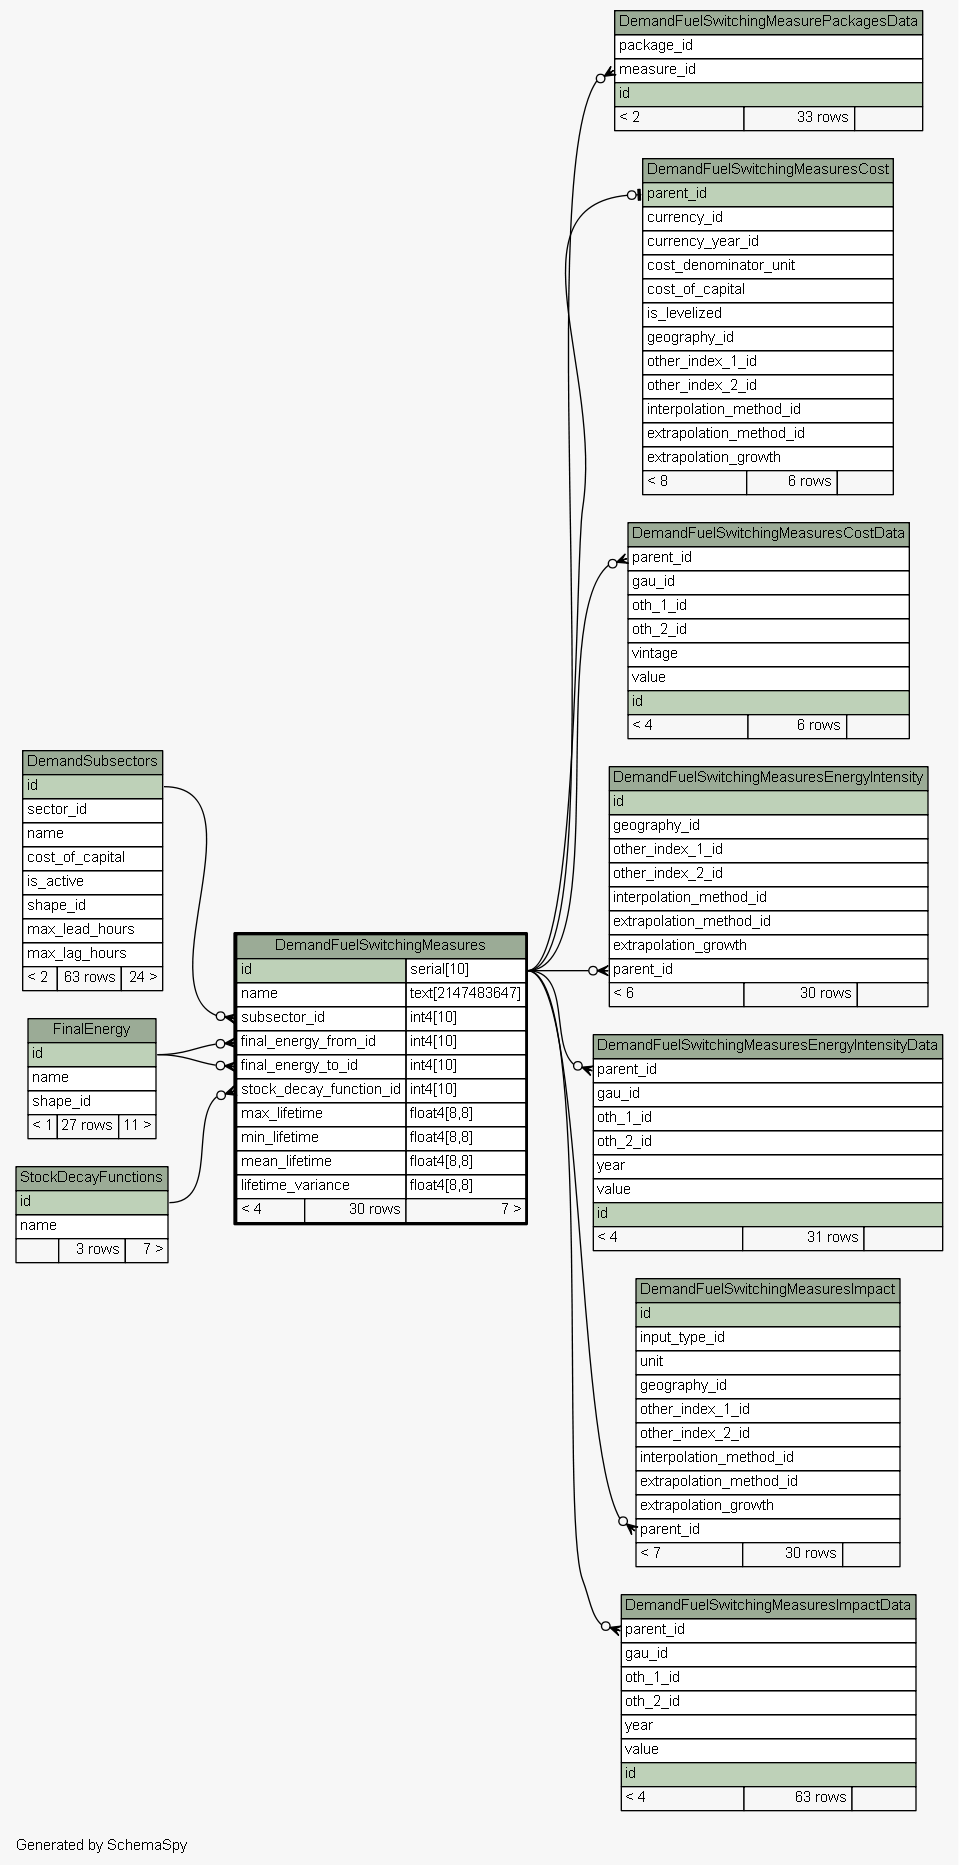 DemandFuelSwitchingMeasurePackagesData
package_id
measure_id
id
< 2 33 rows
DemandFuelSwitchingMeasuresCost
parent_id
currency_id
currency_year_id
cost_denominator_unit
cost_of_capital
is_levelized
geography_id
other_index_1_id
other_index_2_id
interpolation_method_id
extrapolation_method_id
extrapolation_growth
< 8 6 rows
DemandFuelSwitchingMeasuresCostData
parent_id
gau_id
oth_1_id
oth_2_id
vintage
value
id
< 4 6 rows
DemandSubsectors
id
sector_id
name
cost_of_capital
is_active
shape_id
max_lead_hours
max_lag_hours
< 2 63 rows 24 >
FinalEnergy
id
name
shape_id
< 1 27 rows 11 >
StockDecayFunctions
id
name
3 rows 7 >
DemandFuelSwitchingMeasures
id serial[10]
name text[2147483647]
subsector_id int4[10]
final_energy_from_id int4[10]
final_energy_to_id int4[10]
stock_decay_function_id int4[10]
max_lifetime float4[8,8]
min_lifetime float4[8,8]
mean_lifetime float4[8,8]
lifetime_variance float4[8,8]
< 4 30 rows 7 >
DemandFuelSwitchingMeasuresEnergyIntensity
id
geography_id
other_index_1_id
other_index_2_id
interpolation_method_id
extrapolation_method_id
extrapolation_growth
parent_id
< 6 30 rows
DemandFuelSwitchingMeasuresEnergyIntensityData
parent_id
gau_id
oth_1_id
oth_2_id
year
value
id
< 4 31 rows
DemandFuelSwitchingMeasuresImpact
id
input_type_id
unit
geography_id
other_index_1_id
other_index_2_id
interpolation_method_id
extrapolation_method_id
extrapolation_growth
parent_id
< 7 30 rows
DemandFuelSwitchingMeasuresImpactData
parent_id
gau_id
oth_1_id
oth_2_id
year
value
id
< 4 63 rows
Generated by SchemaSpy